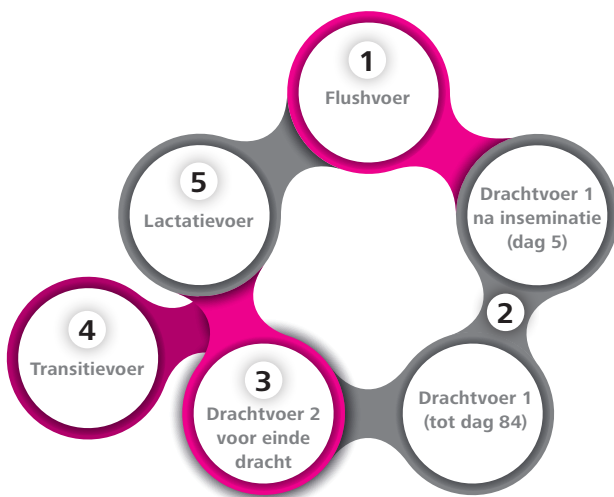 1
Flushvoer
Drachtvoer 1
na inseminatie
(dag 5)
2
Drachtvoer 1
(tot dag 84)
3
Drachtvoer 2
voor einde
dracht
4
Transitievoer
5
Lactatievoer